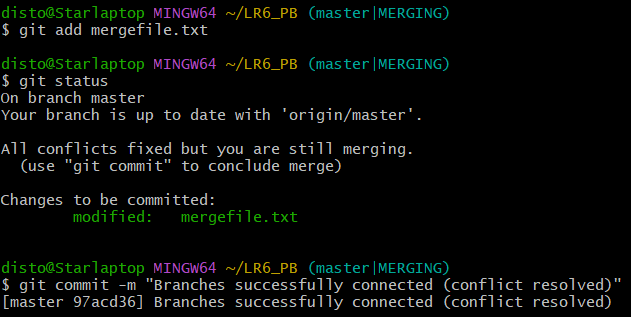 disto@Starlaptop MINGW64 ~/LR6_PB (master|MERGING)
$ git add mergefile.txt
disto@Starlaptop MINGW64 ~/LR6_PB (master|MERGING)
$ git status
On branch master
Your branch is up to date with 'origin/master'.
All conflicts fixed but you are still merging.
  (use "git commit" to conclude merge)
Changes to be committed:
        modified:   mergefile.txt
disto@Starlaptop MINGW64 ~/LR6_PB (master|MERGING)
$ git commit -m "Branches successfully connected (conflict resolved)"
[master 97acd36] Branches successfully connected (conflict resolved)